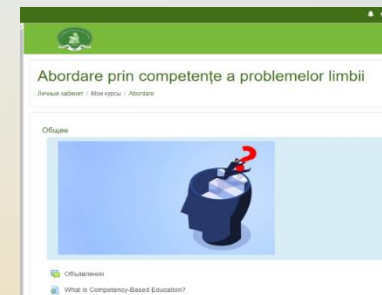 Abordare prin competențe a problemelor limbii
Личный кабинет / Мои курсы / Abordare
Общее
?
Объявления
What is Competency-Based Education?